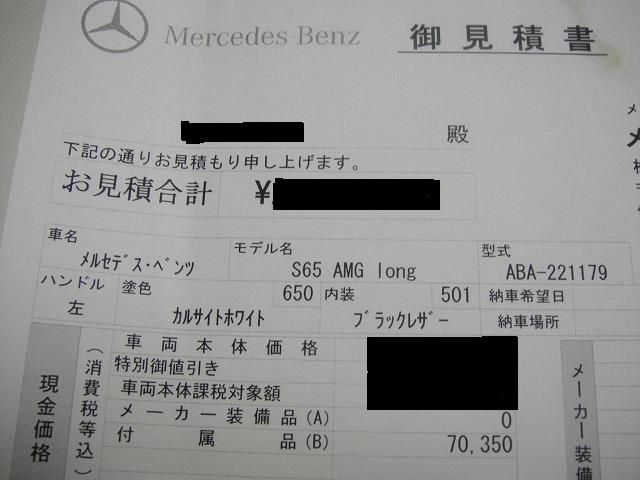 Mercedes-Benz 御見積書
殿
下記の通りお見積もり申し上げます。
お見積合計 ¥
車名 モデル名 型式
ﾒﾙｾﾃﾞｽ・ﾍﾞﾝﾂ S65 AMG long ABA-221179
ハンドル 塗色 650 内装 501 納車希望日
左 ｶﾙｻｲﾄﾎﾜｲﾄ ﾌﾞﾗｯｸﾚｻﾞｰ 納車場所
現金価格 (消費税等込) 車両本体価格
特別御値引き
車両本体課税対象額
メーカー装備品(A) 0
付属品(B) 70,350
メーカー装備